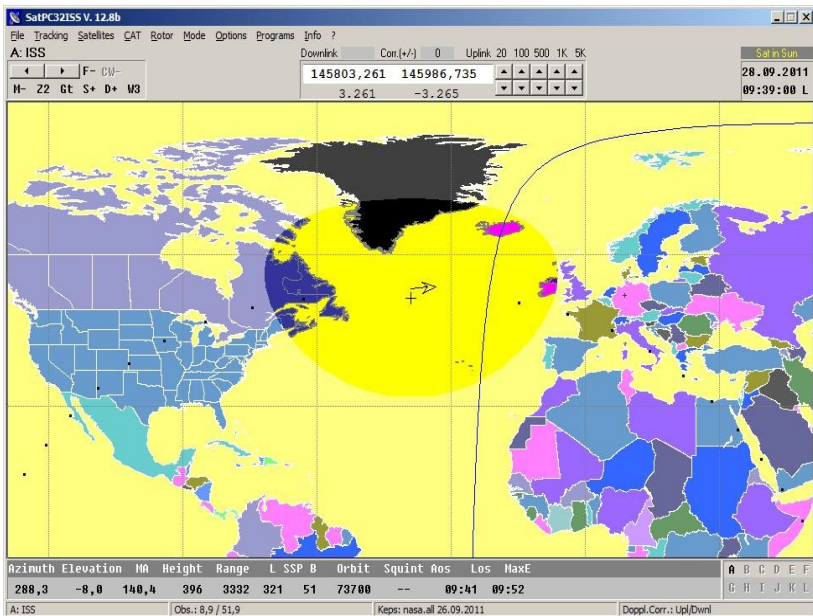 SatPC32ISS V. 12.8b
File Tracking Satellites CAT Rotor Mode Options Programs Info ?
A: ISS
Downlink Corr.(+/-) 0 Uplink 20 100 500 1K 5K
Sat in Sun
F- CW-
145803,261 145986,735
28.09.2011
M- Z2 Gt S+ D+ W3
3.261 -3.265
09:39:00 L
Azimuth Elevation MA Height Range L SSP B Orbit Squint Aos Los MaxE
A B C D E F
288,3 -8,0 140,4 396 3332 321 51 73700 -- 09:41 09:52
G H I J K L
A: ISS Obs.: 8,9 / 51,9 Keps: nasa.all 26.09.2011 Doppl.Corr.: Upl/Dwnl